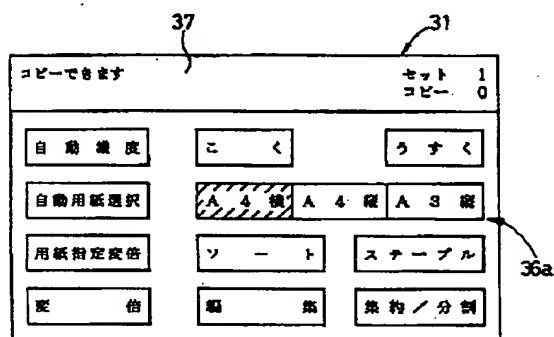 37 31
コピーできます セット 1
コピー 0
自動濃度 こく うすく
自動用紙選択 A4横 A4縦 A3縦
36a
用紙指定変倍 ソート ステープル
変倍 編集 集約/分割